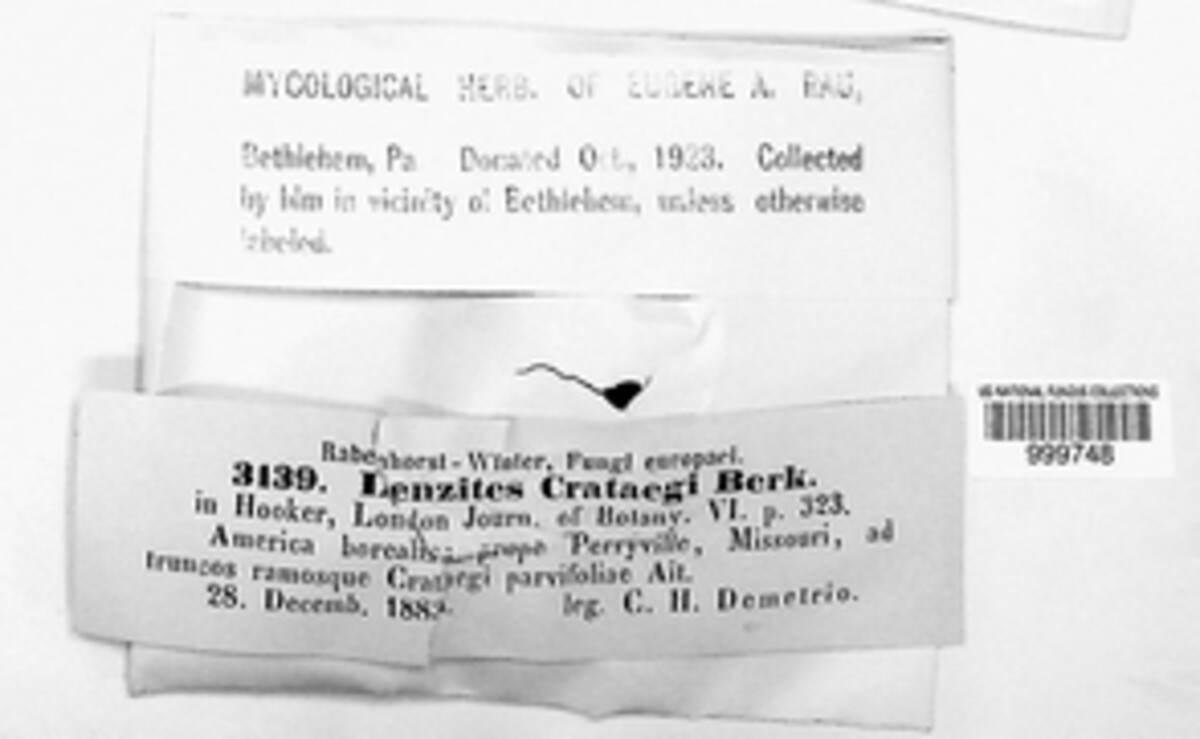 MYCOLOGICAL HERB. OF EUGENE A. RAU,
Bethlehem, Pa Donated Oct., 1923. Collected
by him in vicinity of Bethlehem, unless otherwise
labeled.
Rabenhorst-Winter, Fungi europaei.
3139. Lenzites Crataegi Berk.
in Hooker, London Journ. of Botany. VI. p. 323.
America borealis: prope Perryville, Missouri, ad
truncos ramosque Crataegi parvifoliae Ait.
28. Decemb. leg. C. H. Demetrio.
US NATIONAL FUNGUS COLLECTIONS
999748